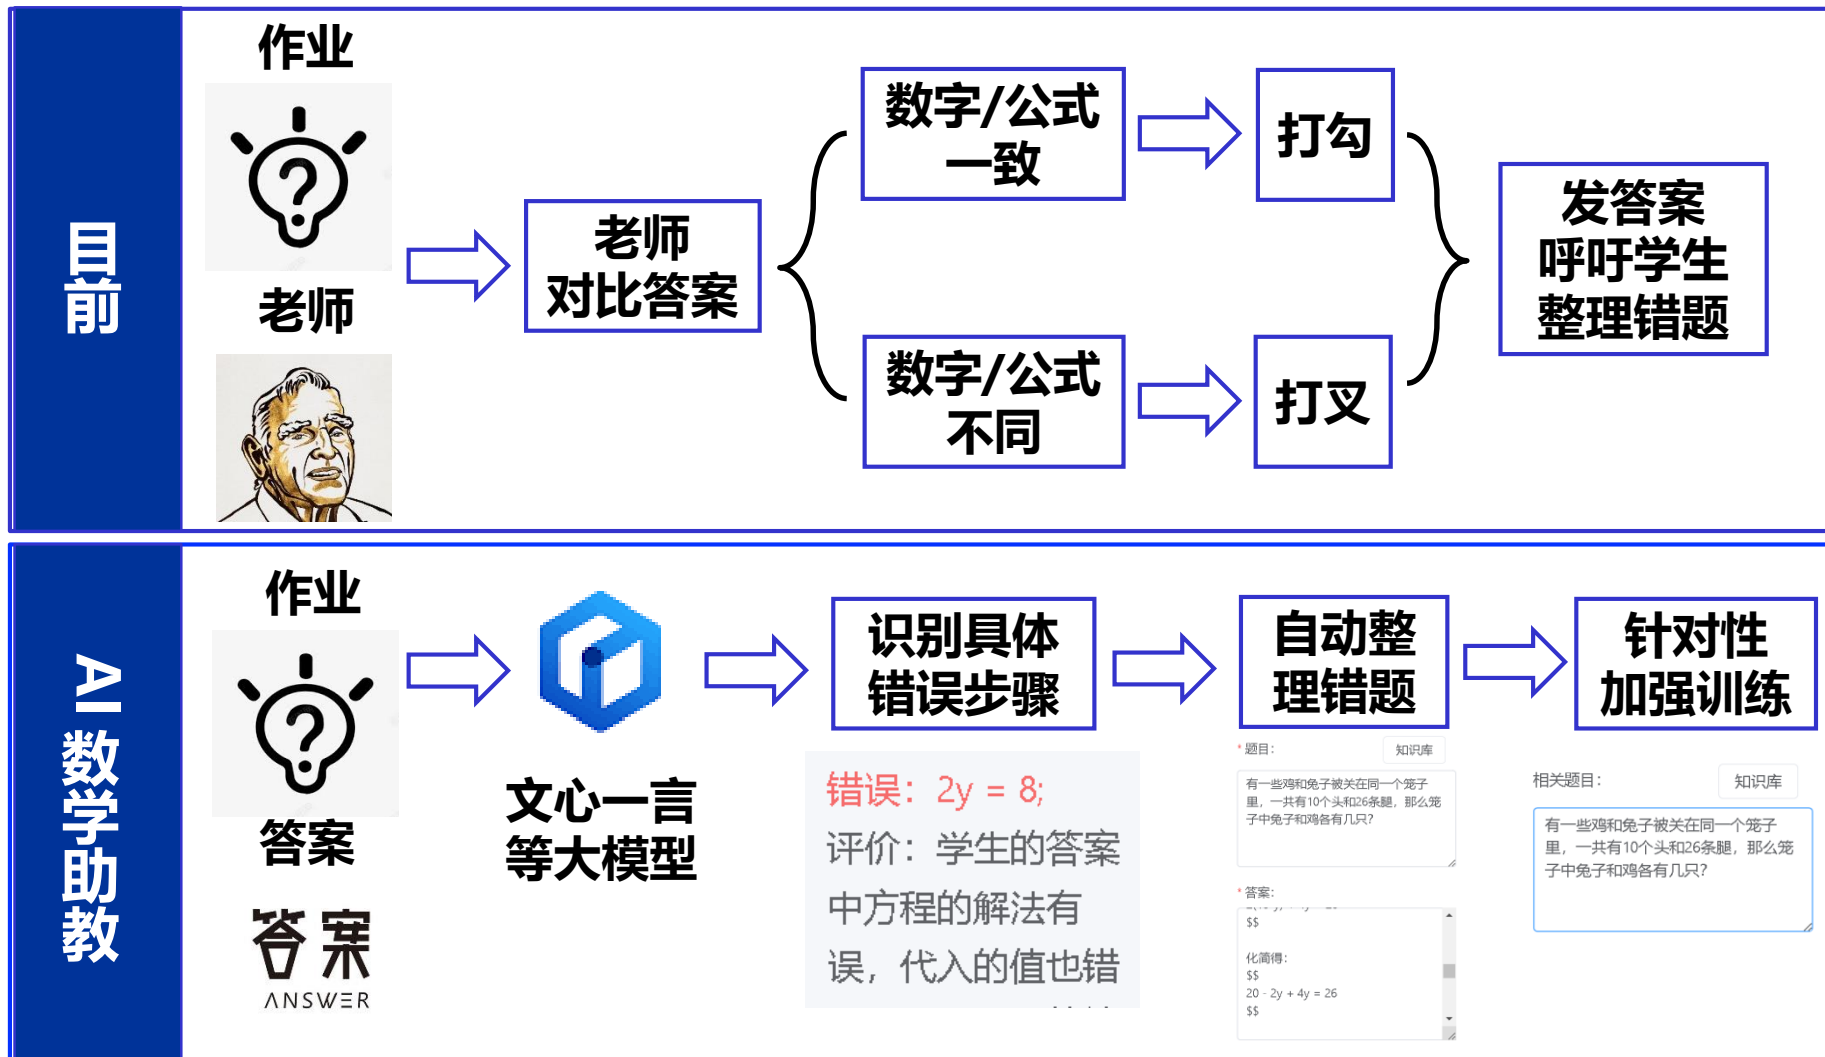 目前
作业
老师
老师
对比答案
数字/公式
一致
打勾
数字/公式
不同
打叉
发答案
呼吁学生
整理错题
AI数学助教
作业
答案
答案
ANSWER
文心一言
等大模型
识别具体
错误步骤
错误：2y = 8;
评价：学生的答案
中方程的解法有
误，代入的值也错
自动整
理错题
* 题目：
知识库
有一些鸡和兔子被关在同一个笼子
里，一共有10个头和26条腿，那么笼
子中兔子和鸡各有几只？
* 答案：
$$
化简得：
$$
20 - 2y + 4y = 26
$$
针对性
加强训练
相关题目：
知识库
有一些鸡和兔子被关在同一个笼子
里，一共有10个头和26条腿，那么笼
子中兔子和鸡各有几只？